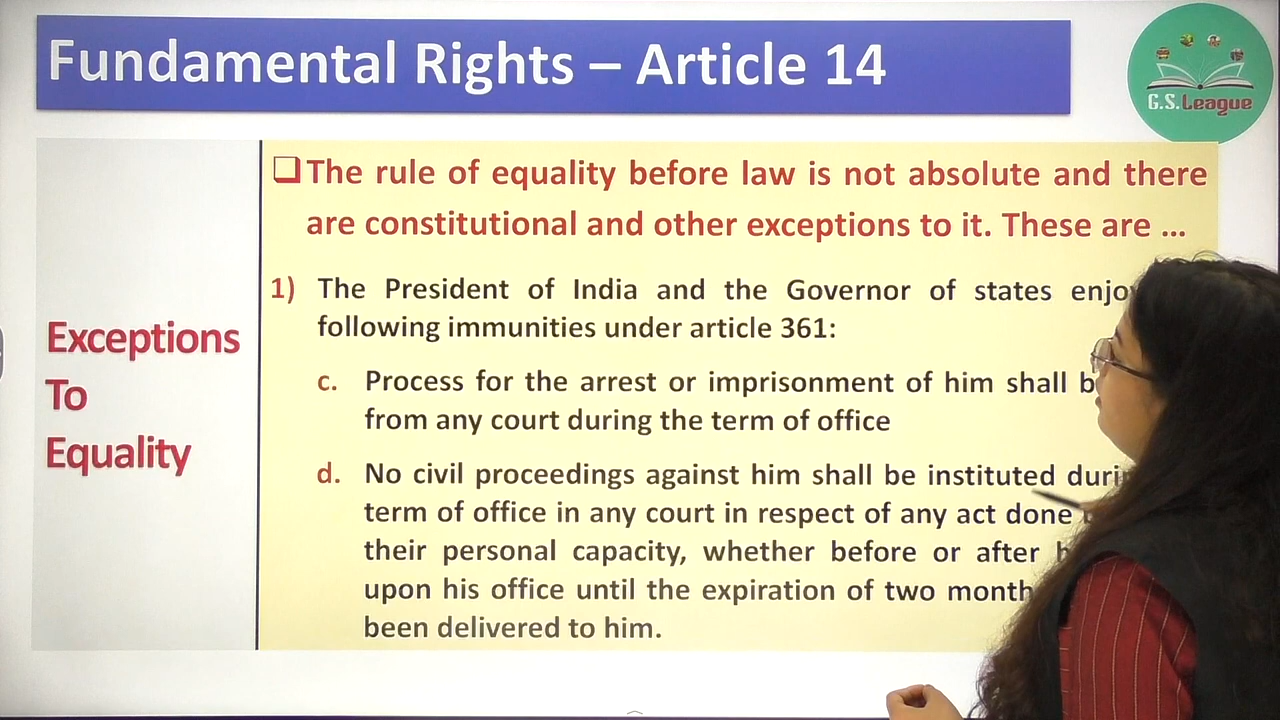 Fundamental Rights – Article 14
G.S.League
❑The rule of equality before law is not absolute and there
are constitutional and other exceptions to it. These are ...
Exceptions
To
Equality
1) The President of India and the Governor of states
following immunities under article 361:
c. Process for the arrest or imprisonment of him shall
from any court during the term of office
d. No civil proceedings against him shall be instituted
term of office in any court in respect of any act done
their personal capacity, whether before or after
upon his office until the expiration of two
been delivered to him.